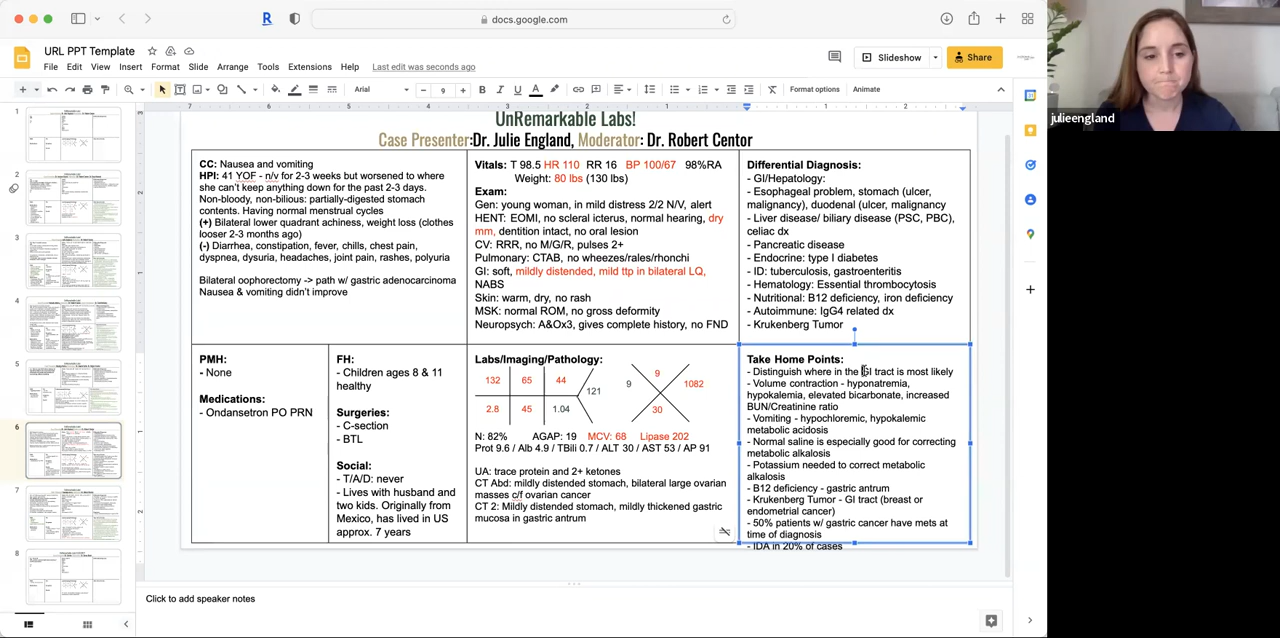 docs.google.com
URL PPT Template
File Edit View Insert Format Slide Arrange Extensions Help Last edit was seconds ago
Slideshow
Share
Arial
9
Format options
Animate
UnRemarkable Labs!
Case Presenter:Dr. Julie England, Moderator: Dr. Robert Centor
CC: Nausea and vomiting
HPI: 41 YOF - n/v for 2-3 weeks but worsened to where
she can't keep anything down for the past 2-3 days.
Non-bloody, non-bilious: partially-digested stomach
contents. Having normal menstrual cycles
(+) Bilateral lower quadrant achiness, weight loss (clothes
looser 2-3 months ago)
(-) Diarrhea, constipation, fevers, chills, chest pain,
dyspnea, dysuria, headaches, joint pain, rashes, polyuria
Bilateral oophorectomy -> path w/ gastric adenocarcinoma
Nausea & vomiting didn't improve
Vitals: T 98.5 HR 110 RR 16 BP 100/67 98%RA
Weight: 80 lbs (130 lbs)
Exam:
Gen: young woman, in mild distress 2/2 N/V, alert
HENT: EOMI, no scleral icterus, normal hearing, dry
mm, dentition intact, no oral lesion
CV: RRR, no M/G/R, pulses 2+
Pulmonary: CTAB, no wheezes/rales/rhonchi
GI: soft, mildly distended, mild ttp in bilateral LQ,
NABS
Skin: warm, dry, no rash
MSK: normal ROM, no gross deformity
Neuropsych: A&Ox3, gives complete history, no FND
Differential Diagnosis:
- GI/Hepatology:
- Esophageal problem, stomach (ulcer,
malignancy), duodenal (ulcer, malignancy
- Liver disease/ biliary disease (PSC, PBC),
celiac dx
- Pancreatic disease
- Endocrine: type I diabetes
- ID: tuberculosis, gastroenteritis
- Hematology: Essential thrombocytosis
- Nutritional: B12 deficiency, iron deficiency
- Autoimmune: IgG4 related dx
- Krukenberg Tumor
PMH:
- None
Medications:
- Ondansetron PO PRN
FH:
- Children ages 8 & 11
healthy
Surgeries:
- C-section
- BTL
Social:
- T/A/D: never
- Lives with husband and
two kids. Originally from
Mexico, has lived in US
approx. 7 years
Labs/Imaging/Pathology:
65 44
121
2.8 45 1.04
9
9 1082
30
N: 82% AGAP: 19 MCV: 68 Lipase 202
Alb 4.9 / TBili 0.7 / ALT 30 / AST 53 / AP 91
UA: trace protein and 2+ ketones
mildly distended stomach, bilateral large ovarian
ovarian cancer
CT 2: Mildly distended stomach, mildly thickened gastric
mucosa in gastric antrum
Take Home Points:
- Distinguish where in the GI tract is most likely
- Volume contraction - hyponatremia,
hypokalemia, elevated bicarbonate, increased
BUN/Creatinine ratio
- Vomiting - hypochloremic, hypokalemic
metabolic acidosis
- Normal saline is especially good for correcting
metabolic alkalosis
- Potassium needed to correct metabolic
alkalosis
- B12 deficiency - gastric antrum
- Krukenberg Tumor - GI tract (breast or
endometrial cancer)
- 50% patients w/ gastric cancer have mets at
time of diagnosis
- IDA in 20% of cases
Click to add speaker notes
julieengland
1
2
3
4
5
6
7
8